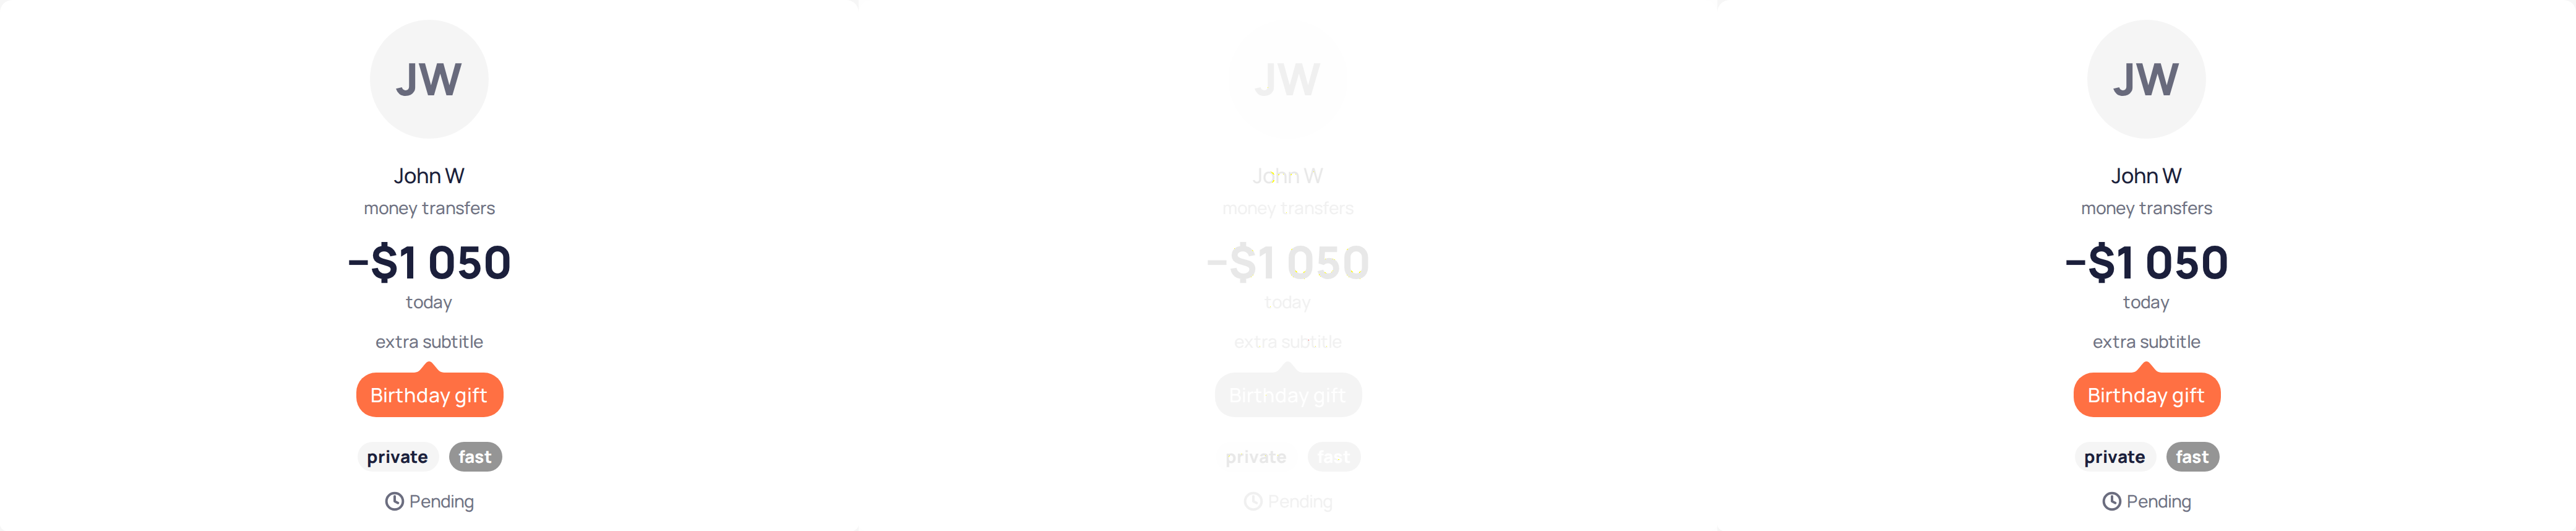 JW
John W
money transfers
−$1 050
today
extra subtitle
Birthday gift
private fast
Pending
JW
John W
money transfers
−$1 050
today
extra subtitle
Birthday gift
private fast
Pending
JW
John W
money transfers
−$1 050
today
extra subtitle
Birthday gift
private fast
Pending